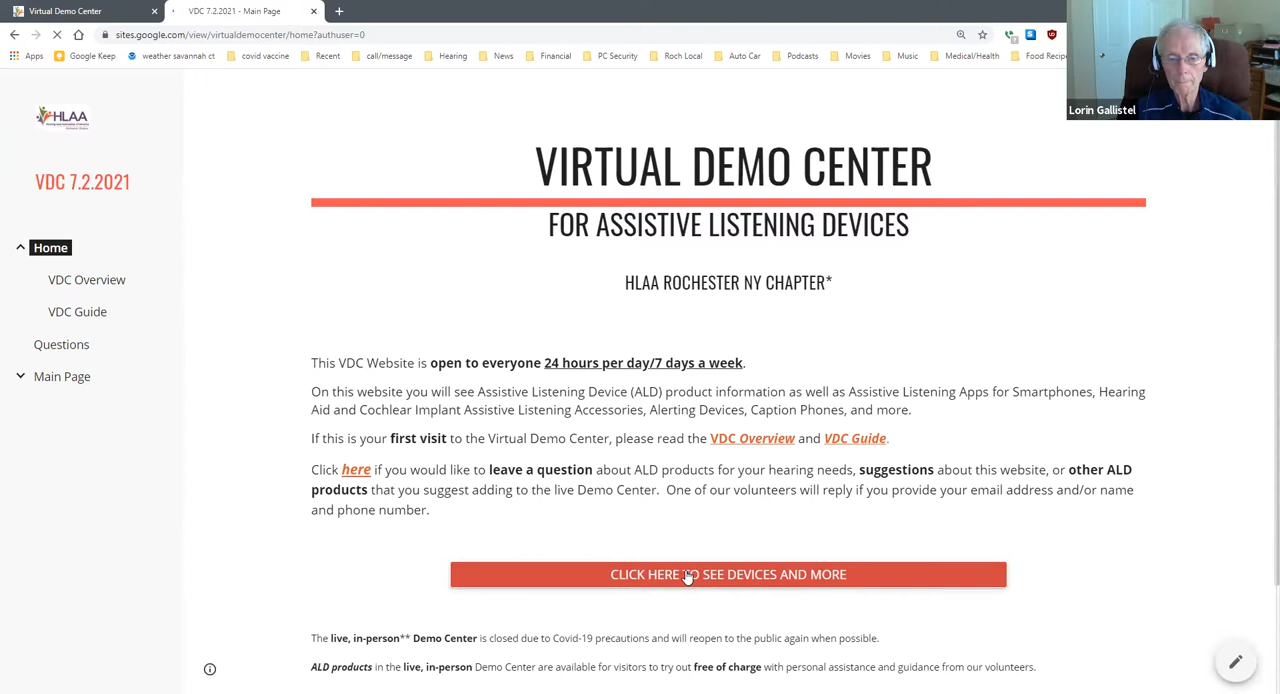 Virtual Demo Center
VDC 7.2.2021 - Main Page
sites.google.com/view/virtualdemocenter/home?authuser=0
Apps Google Keep weather savannah.ct covid vaccine Recent call/message Hearing News Financial PC Security Roch Local Auto Car Podcasts Movies Music Medical/Health Food Recip
Lorin Gallistel
HLAA
VDC 7.2.2021
Home
VDC Overview
VDC Guide
Questions
Main Page
VIRTUAL DEMO CENTER
FOR ASSISTIVE LISTENING DEVICES
HLAA ROCHESTER NY CHAPTER*
This VDC Website is open to everyone 24 hours per day/7 days a week.
On this website you will see Assistive Listening Device (ALD) product information as well as Assistive Listening Apps for Smartphones, Hearing
Aid and Cochlear Implant Assistive Listening Accessories, Alerting Devices, Caption Phones, and more.
If this is your first visit to the Virtual Demo Center, please read the VDC Overview and VDC Guide.
Click here if you would like to leave a question about ALD products for your hearing needs, suggestions about this website, or other ALD
products that you suggest adding to the live Demo Center. One of our volunteers will reply if you provide your email address and/or name
and phone number.
CLICK HERE TO SEE DEVICES AND MORE
The live, in-person** Demo Center is closed due to Covid-19 precautions and will reopen to the public again when possible.
ALD products in the live, in-person Demo Center are available for visitors to try out free of charge with personal assistance and guidance from our volunteers.